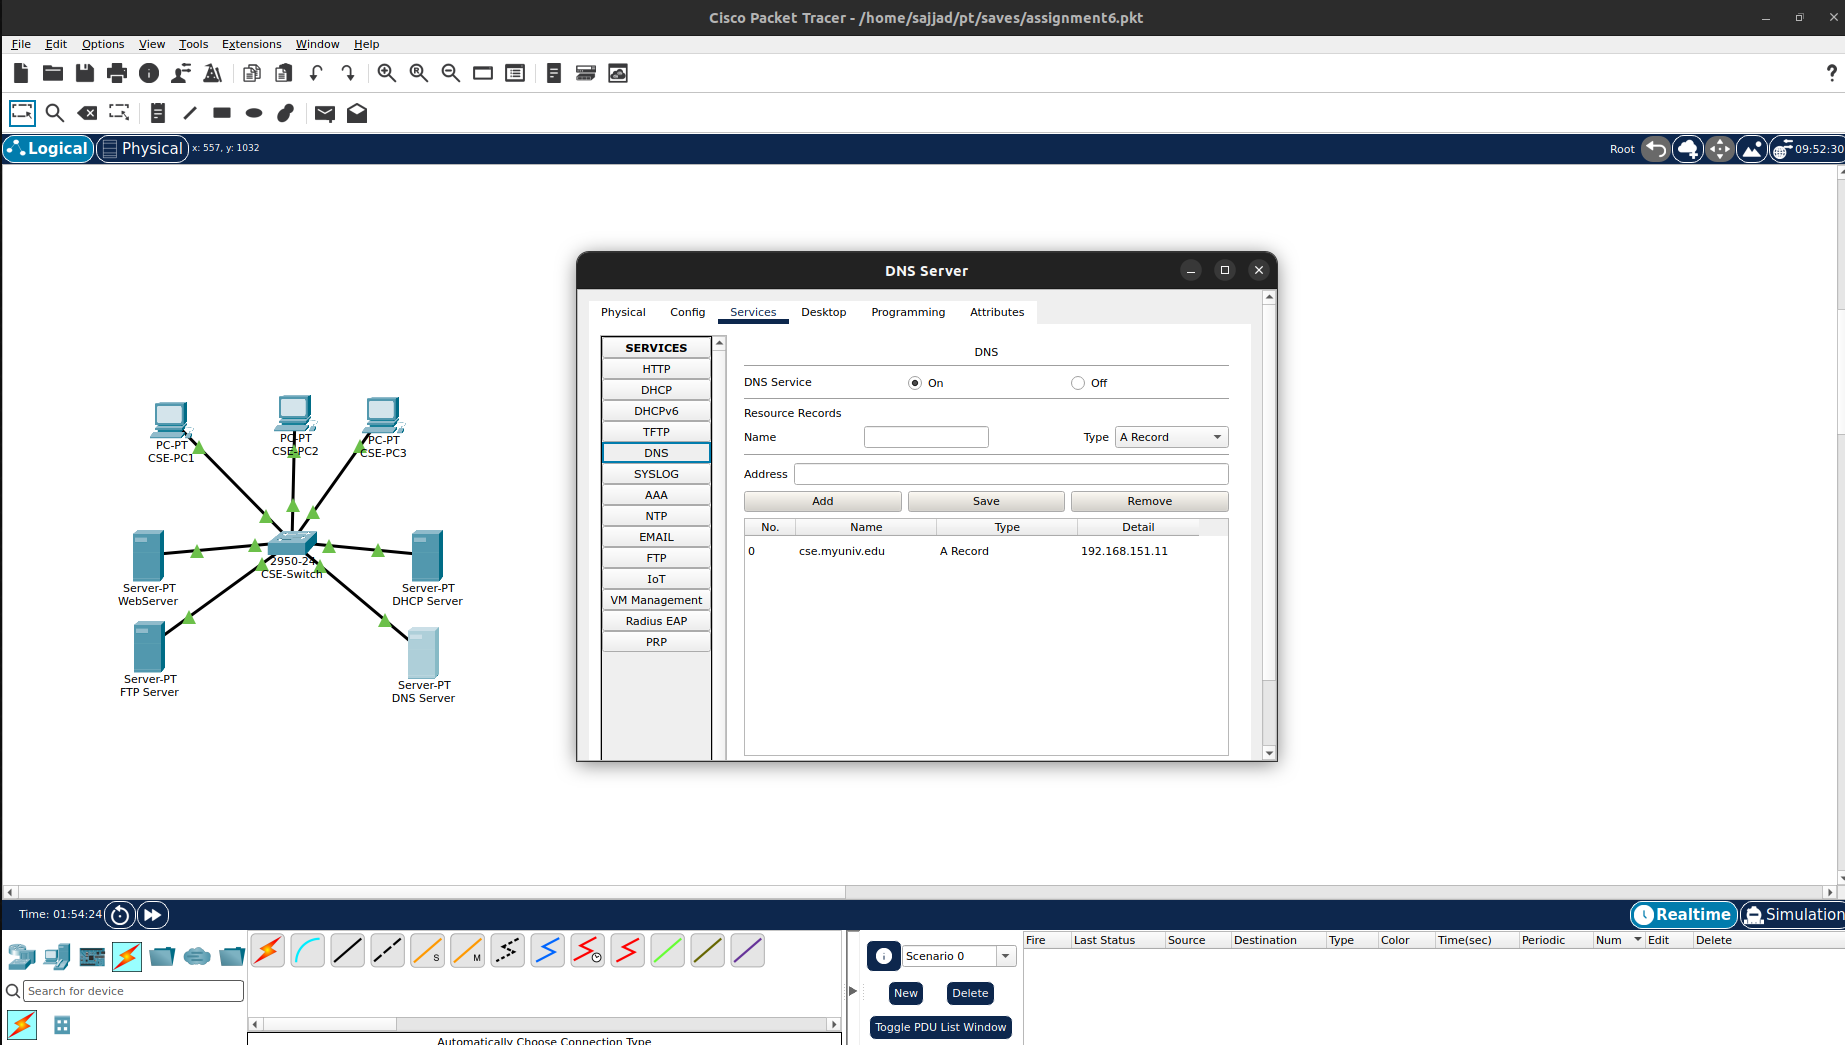 Cisco Packet Tracer - /home/sajjad/pt/saves/assignment6.pkt
File Edit Options View Tools Extensions Window Help
Logical Physical x: 557, y: 1032 Root 09:52:30
DNS Server
Physical Config Services Desktop Programming Attributes
SERVICES
HTTP
DHCP
DHCPv6
TFTP
DNS
SYSLOG
AAA
NTP
EMAIL
FTP
IoT
VM Management
Radius EAP
PRP
DNS
DNS Service On Off
Resource Records
Name Type A Record
Address
Add Save Remove
No. Name Type Detail
0 cse.myuniv.edu A Record 192.168.151.11
PC-PT
CSE-PC1
PC-PT
CSE-PC2
PC-PT
CSE-PC3
2950-24
CSE-Switch
Server-PT
WebServer
Server-PT
DHCP Server
Server-PT
FTP Server
Server-PT
DNS Server
Time: 01:54:24 Realtime Simulation
S M
Search for device
Automatically Choose Connection Type
Scenario 0
New Delete
Toggle PDU List Window
Fire Last Status Source Destination Type Color Time(sec) Periodic Num Edit Delete